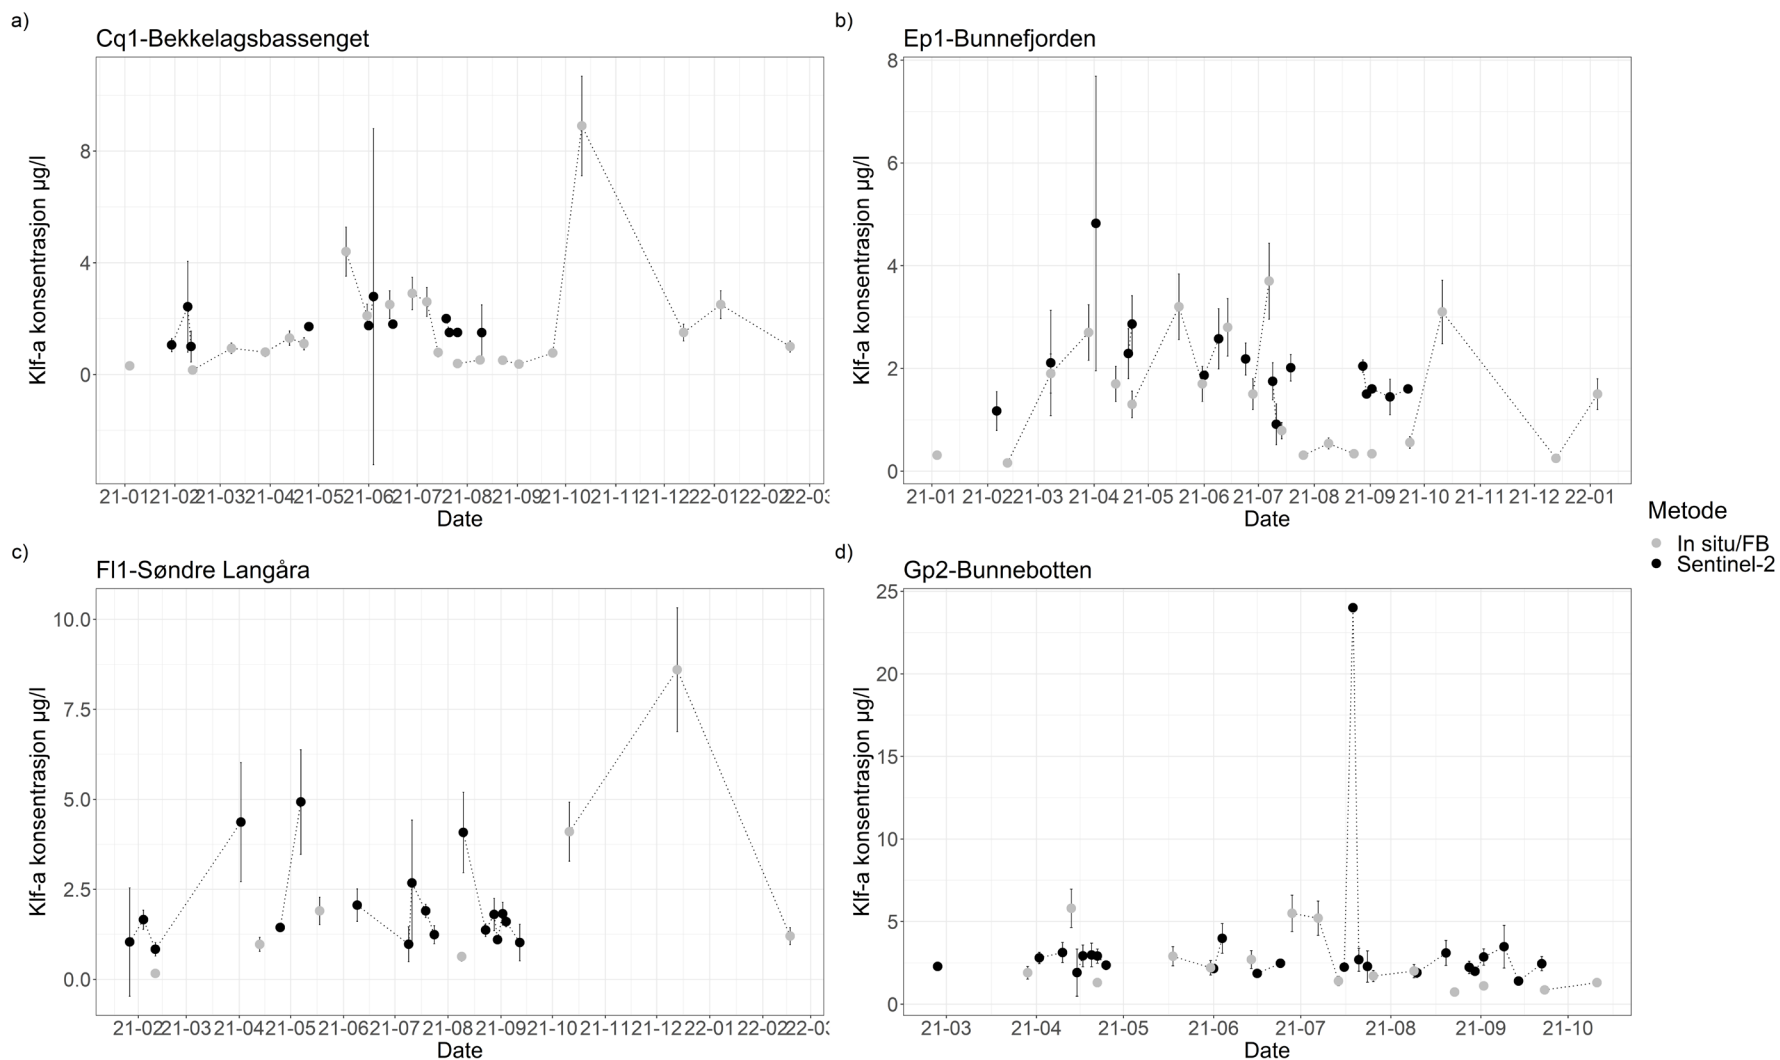 a)
Cq1-Bekkelagsbassenget
Klf-a konsentrasjon µg/l
8
4
0
21-01 21-02 21-03 21-04 21-05 21-06 21-07 21-08 21-09 21-10 21-11 21-12 22-01 22-02 22-03
Date
b)
Ep1-Bunnefjorden
Klf-a konsentrasjon µg/l
8
6
4
2
0
21-01 21-02 21-03 21-04 21-05 21-06 21-07 21-08 21-09 21-10 21-11 21-12 22-01
Date
c)
Fl1-Søndre Langåra
Klf-a konsentrasjon µg/l
10.0
7.5
5.0
2.5
0.0
21-02 21-03 21-04 21-05 21-06 21-07 21-08 21-09 21-10 21-11 21-12 22-01 22-02 22-03
Date
d)
Gp2-Bunnebotten
Klf-a konsentrasjon µg/l
25
20
15
10
5
0
21-03 21-04 21-05 21-06 21-07 21-08 21-09 21-10
Date
Metode
In situ/FB
Sentinel-2